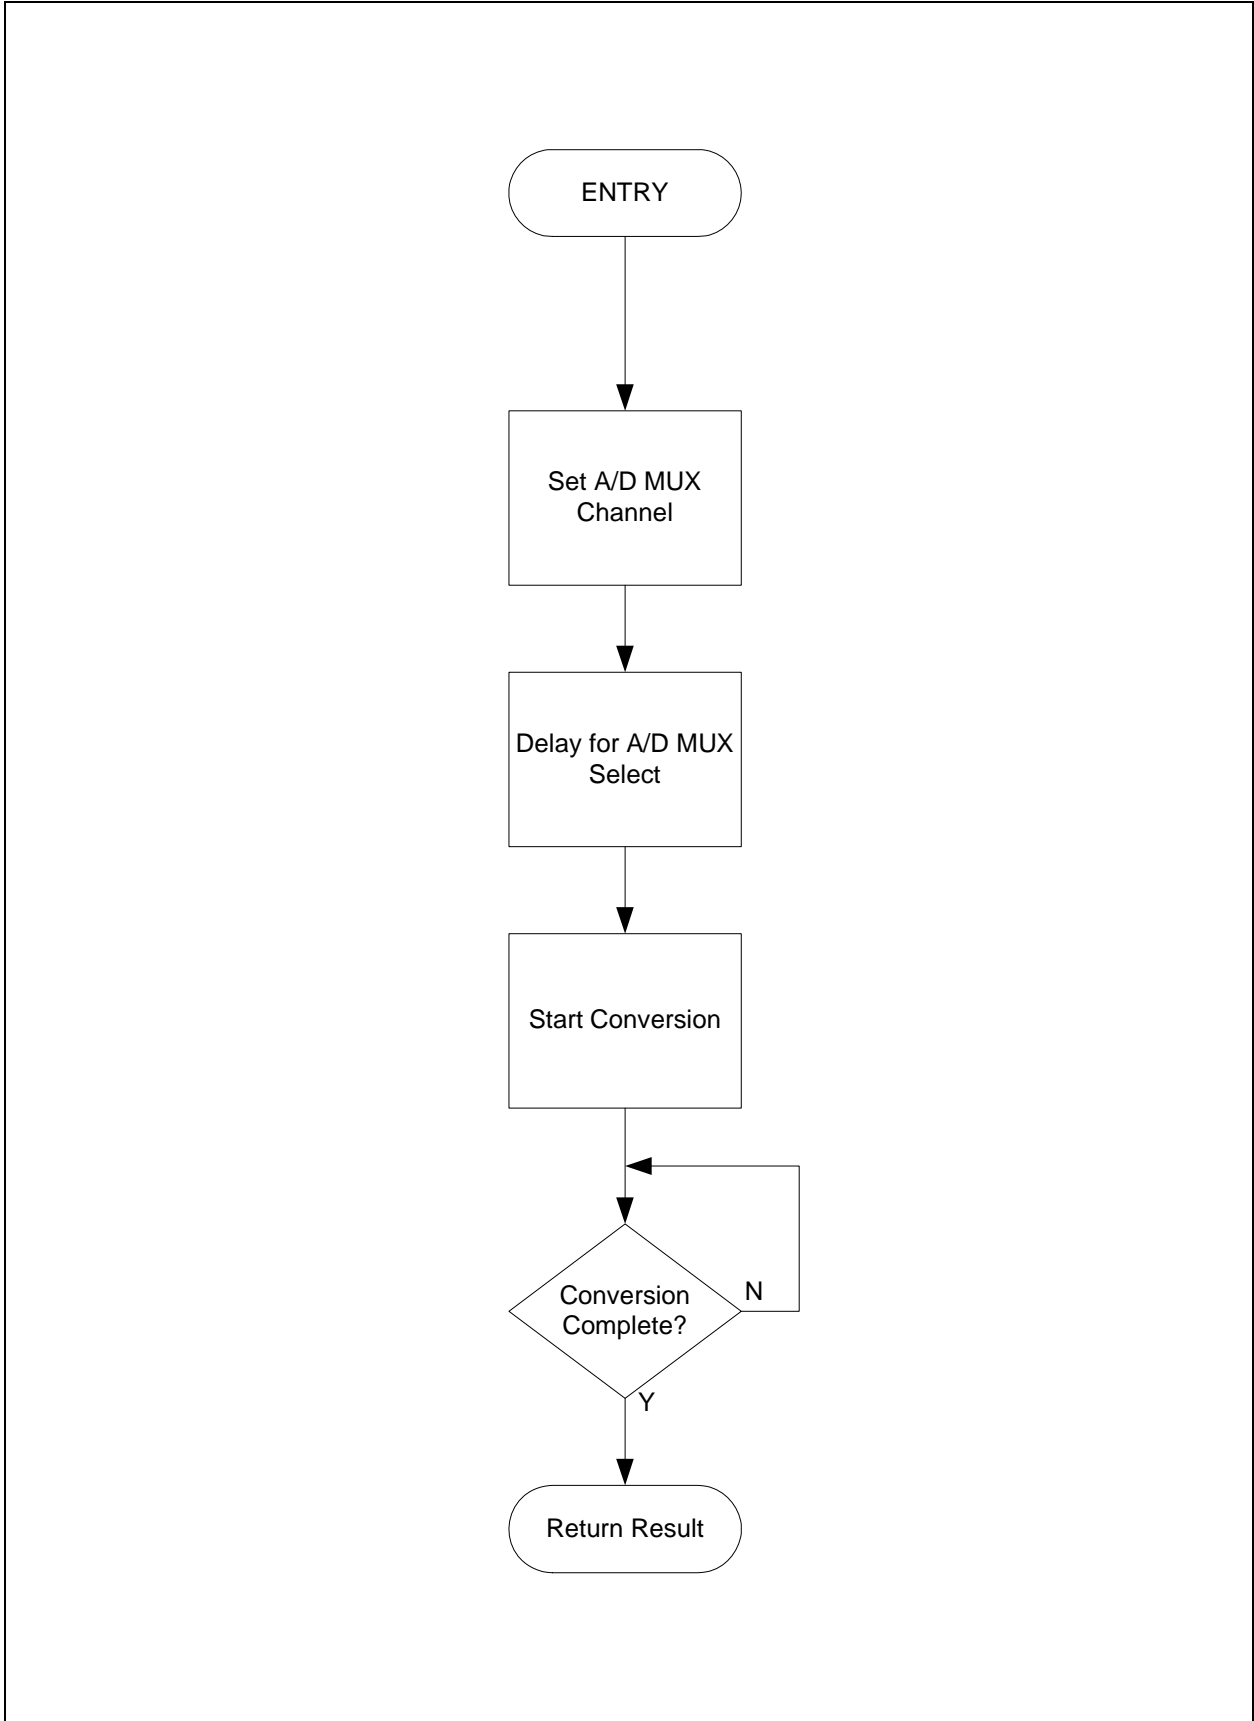 ENTRY
Set A/D MUX
Channel
Delay for A/D MUX
Select
Start Conversion
Conversion
Complete?
N
Y
Return Result